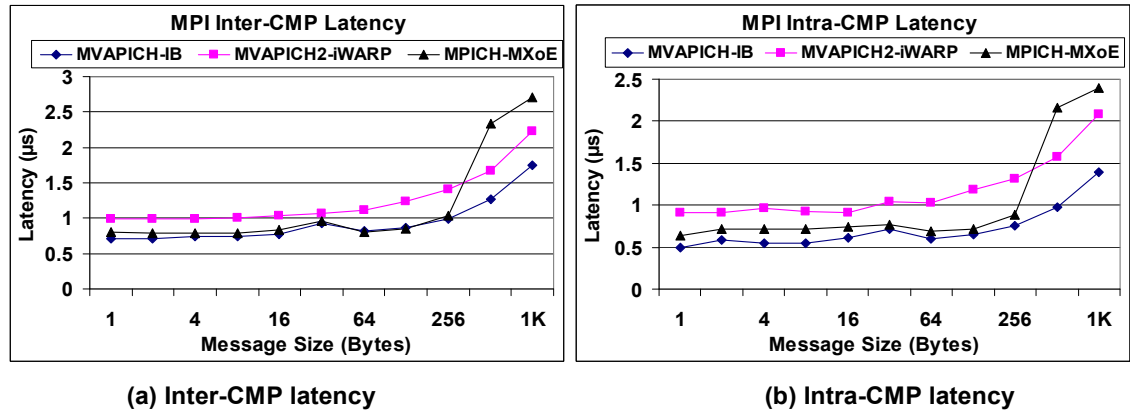 MPI Inter-CMP Latency
MVAPICH-IB MVAPICH2-iWARP MPICH-MXoE
3
2.5
2
1.5
1
0.5
0
Latency (µs)
1 4 16 64 256 1K
Message Size (Bytes)
(a) Inter-CMP latency
MPI Intra-CMP Latency
MVAPICH-IB MVAPICH2-iWARP MPICH-MXoE
2.5
2
1.5
1
0.5
0
Latency (µs)
1 4 16 64 256 1K
Message Size (Bytes)
(b) Intra-CMP latency